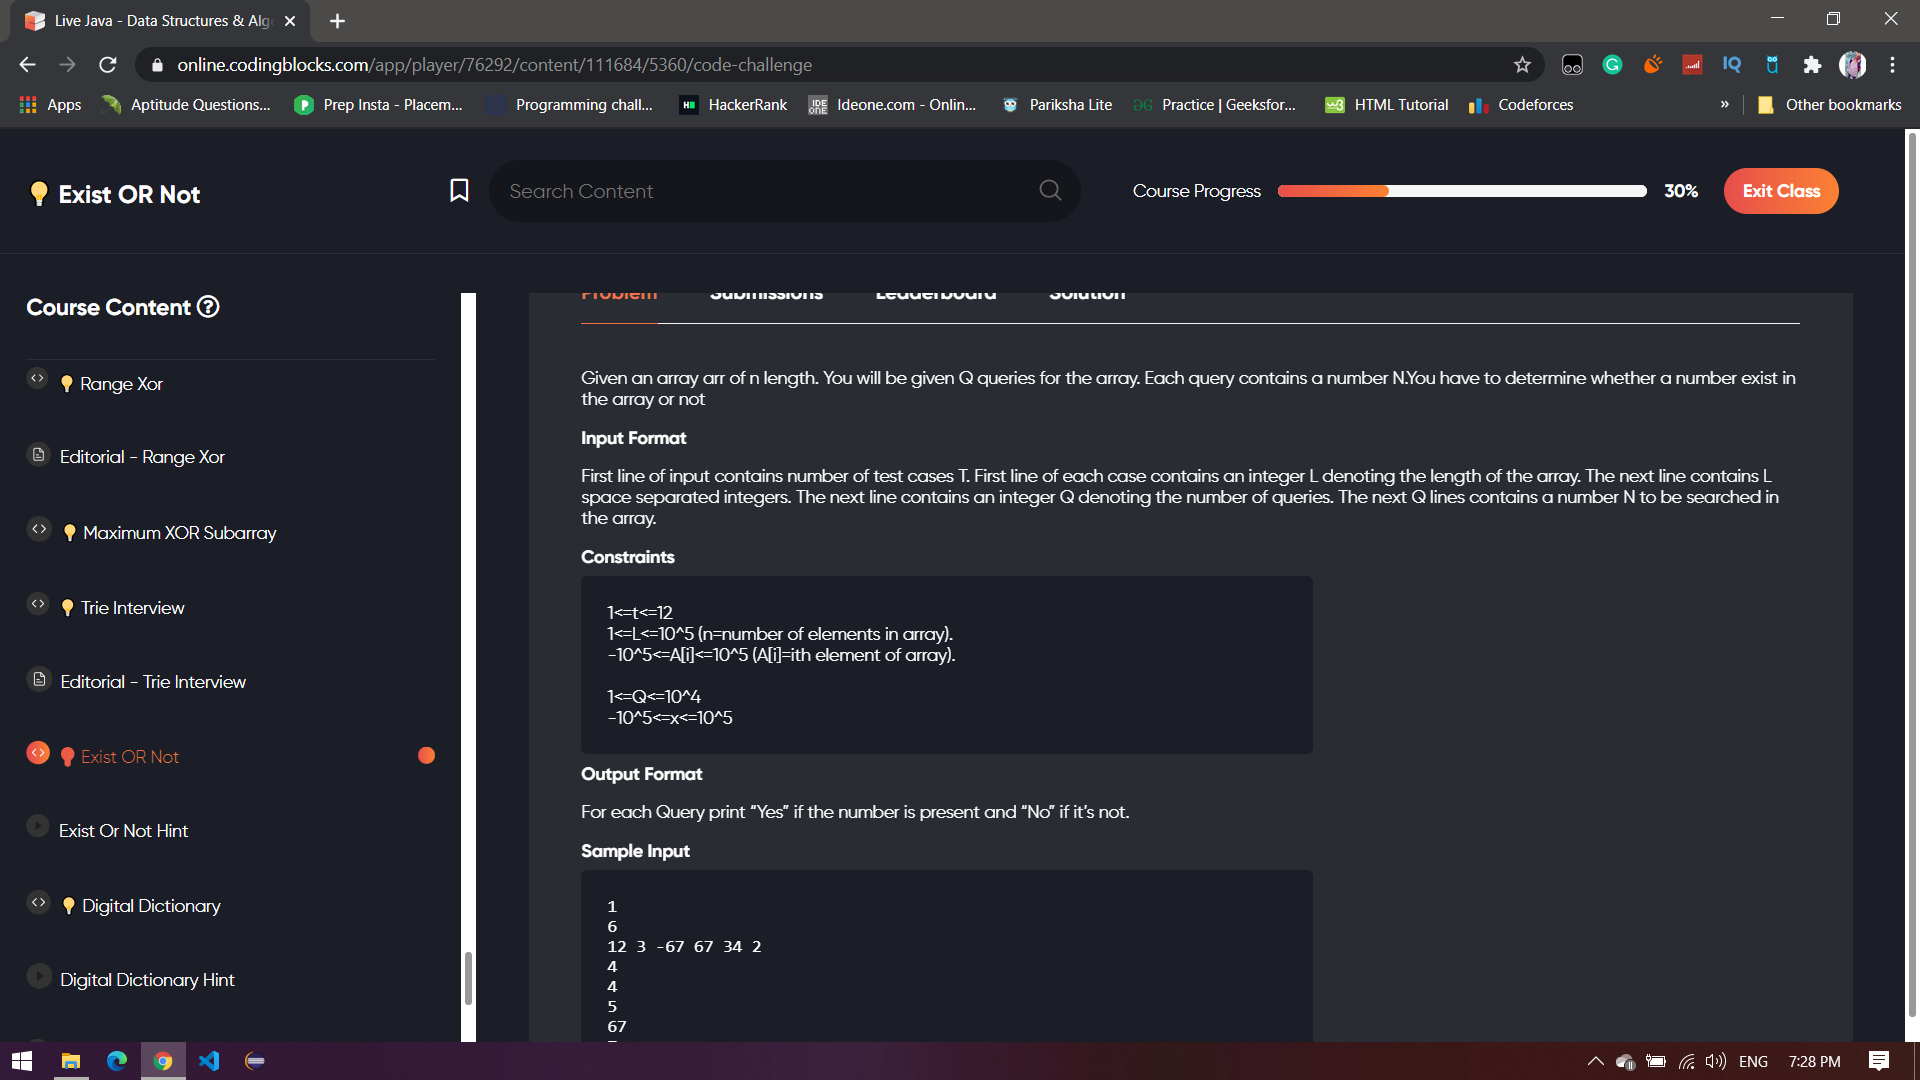 Live Java - Data Structures & Alg
online.codingblocks.com/app/player/76292/content/111684/5360/code-challenge
Apps
Aptitude Questions...
Prep Insta - Placem...
Programming chall...
HackerRank
Ideone.com - Onlin...
Pariksha Lite
Practice | Geeksfor...
HTML Tutorial
Codeforces
»
Other bookmarks
Exist OR Not
Search Content
Course Progress
30%
Exit Class
Course Content
Range Xor
Editorial - Range Xor
Maximum XOR Subarray
Trie Interview
Editorial - Trie Interview
Exist OR Not
Exist Or Not Hint
Digital Dictionary
Digital Dictionary Hint
Problem
Submissions
Leaderboard
Solution
Given an array arr of n length. You will be given Q queries for the array. Each query contains a number N.You have to determine whether a number exist in
the array or not
Input Format
First line of input contains number of test cases T. First line of each case contains an integer L denoting the length of the array. The next line contains L
space separated integers. The next line contains an integer Q denoting the number of queries. The next Q lines contains a number N to be searched in
the array.
Constraints
1<=t<=12
1<=L<=10^5 (n=number of elements in array).
-10^5<=A[i]<=10^5 (A[i]=ith element of array).
1<=Q<=10^4
-10^5<=x<=10^5
Output Format
For each Query print “Yes” if the number is present and “No” if it’s not.
Sample Input
1
6
12 3 -67 67 34 2
4
4
5
67
ENG
7:28 PM